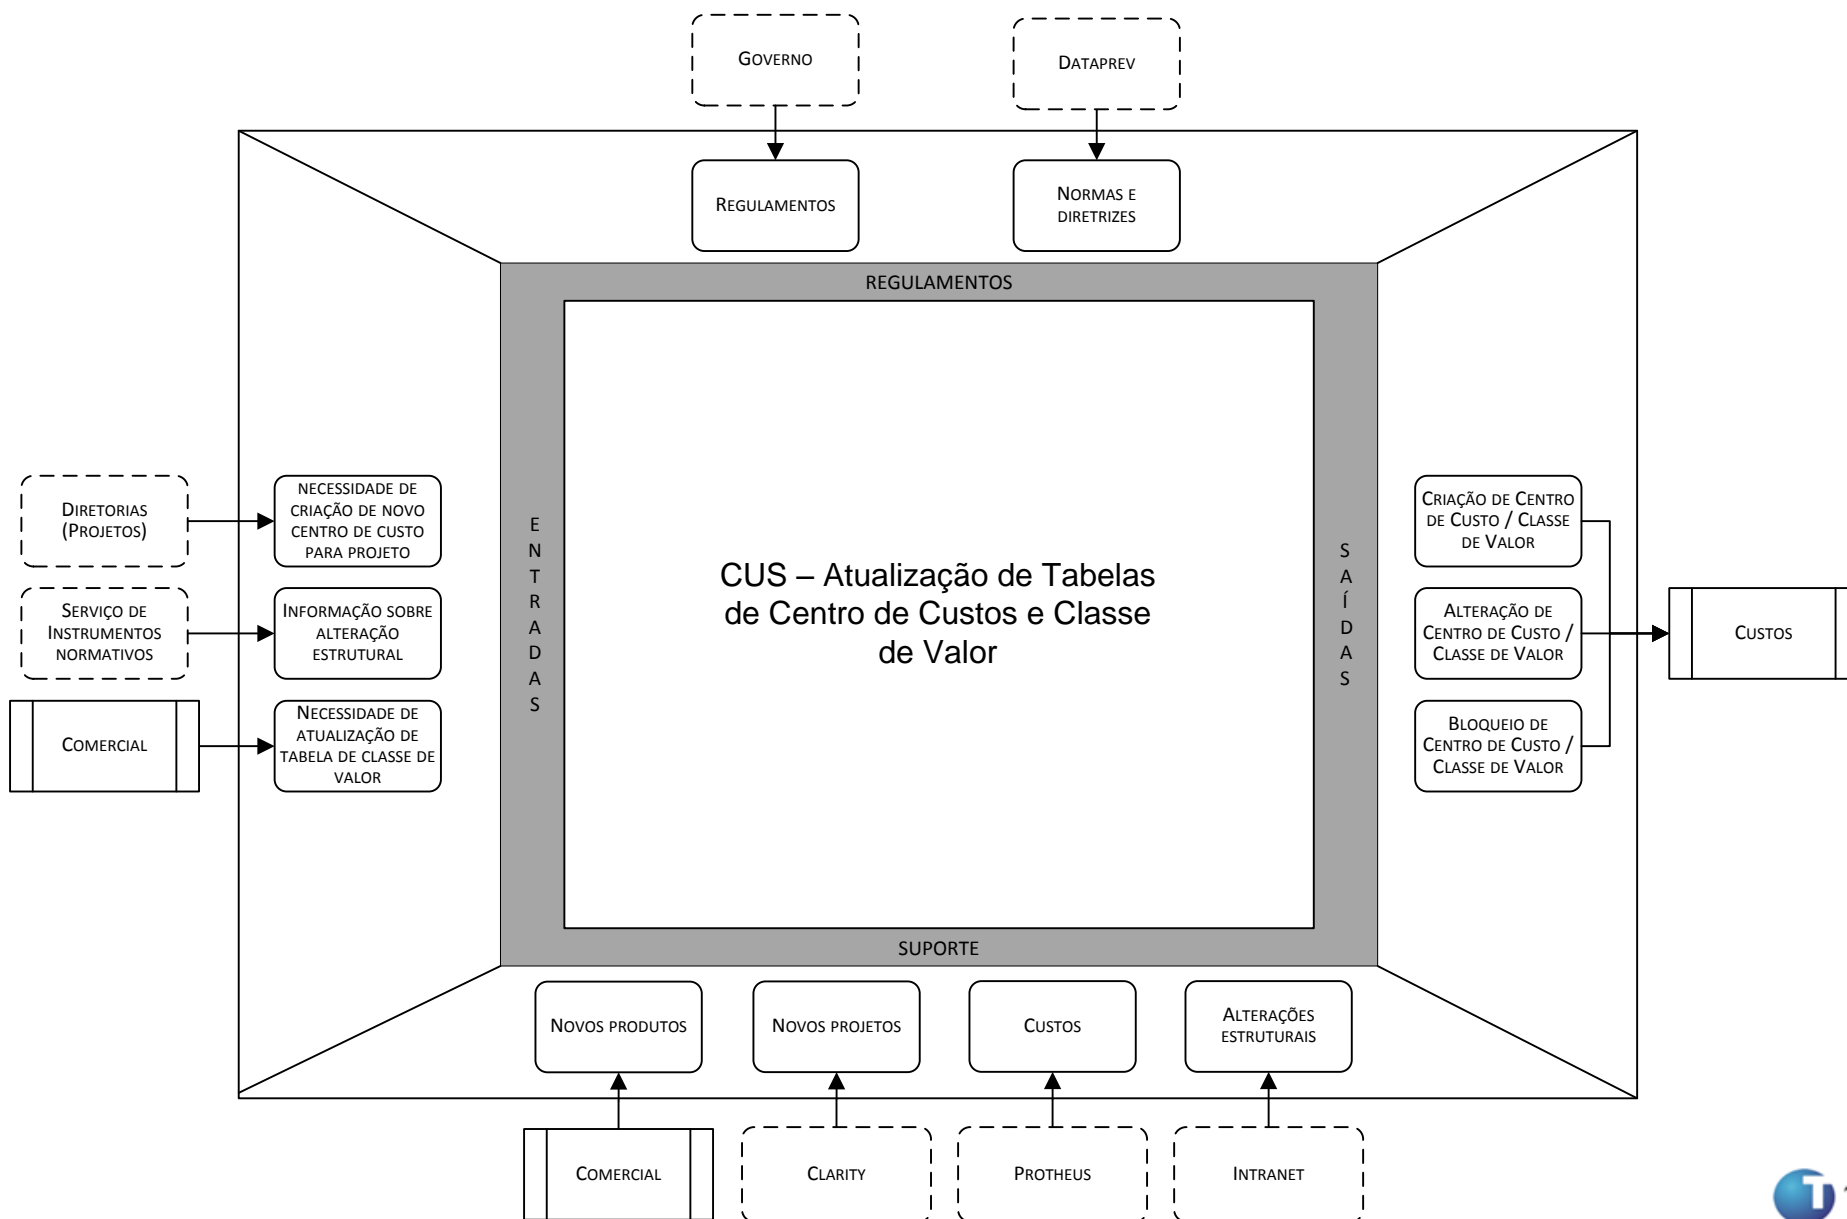 Governo
Dataprev
Regulamentos
Normas e
diretrizes
REGULAMENTOS
ENTRADAS
Diretorias
(Projetos)
necessidade de
criação de novo
centro de custo
para projeto
Serviço de
Instrumentos
normativos
Informação sobre
alteração
estrutural
Comercial
Necessidade de
atualização de
tabela de classe de
valor
CUS – Atualização de Tabelas
de Centro de Custos e Classe
de Valor
SAÍDAS
Criação de Centro
de Custo / Classe
de Valor
Alteração de
Centro de Custo /
Classe de Valor
Bloqueio de
Centro de Custo /
Classe de Valor
Custos
SUPORTE
Novos produtos
Novos projetos
Custos
Alterações
estruturais
Comercial
Clarity
Protheus
Intranet
T